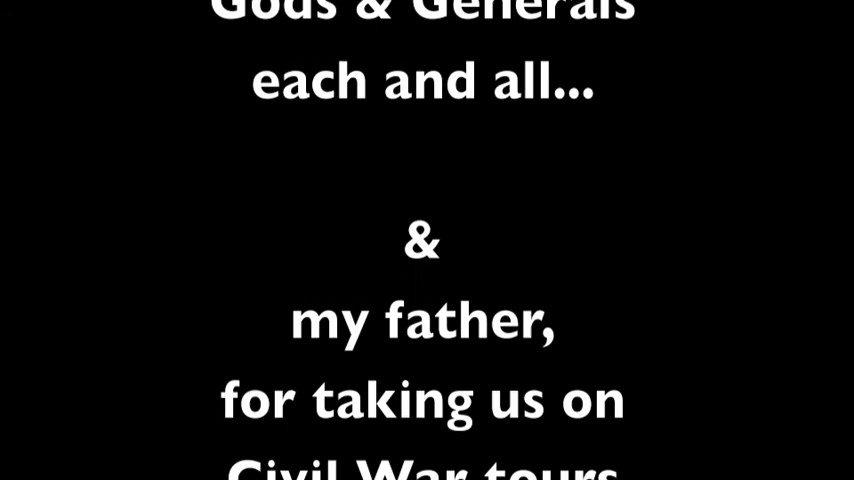 Gods & Generals
each and all...
&
my father,
for taking us on
Civil War tours